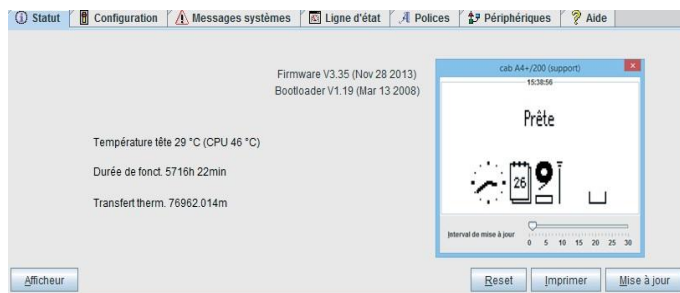 Statut Configuration Messages systèmes Ligne d'état Polices Périphériques Aide
Firmware V3.35 (Nov 28 2013)
Bootloader V1.19 (Mar 13 2008)
Température tête 29 °C (CPU 46 °C)
Durée de fonct. 5716h 22min
Transfert therm. 76962.014m
cab A4+/200 (support)
15:38:56
Prête
26
Interval de mise à jour
0 5 10 15 20 25 30
Afficheur Reset Imprimer Mise à jour